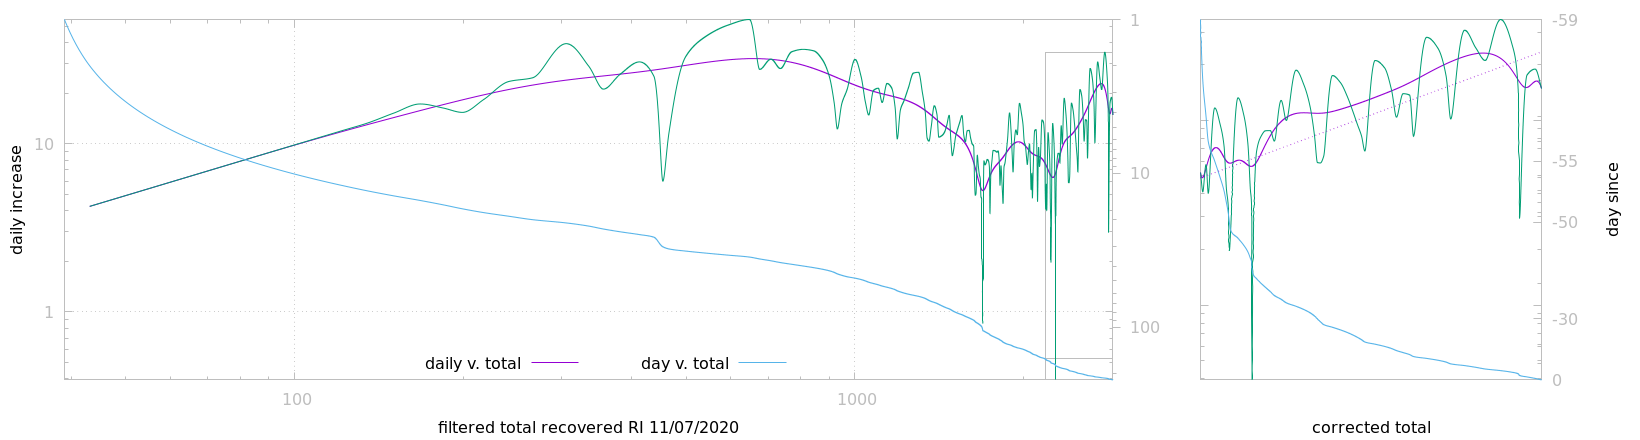 daily increase
10
1
100
1000
1
10
100
daily v. total
day v. total
filtered total recovered RI 11/07/2020
-59
-55
-50
-30
0
day since
corrected total